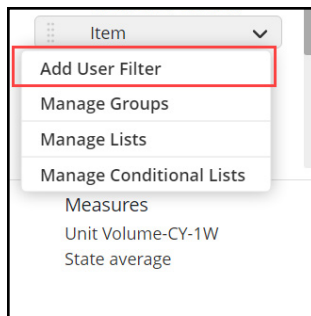 Item
Add User Filter
Manage Groups
Manage Lists
Manage Conditional Lists
Measures
Unit Volume-CY-1W
State average